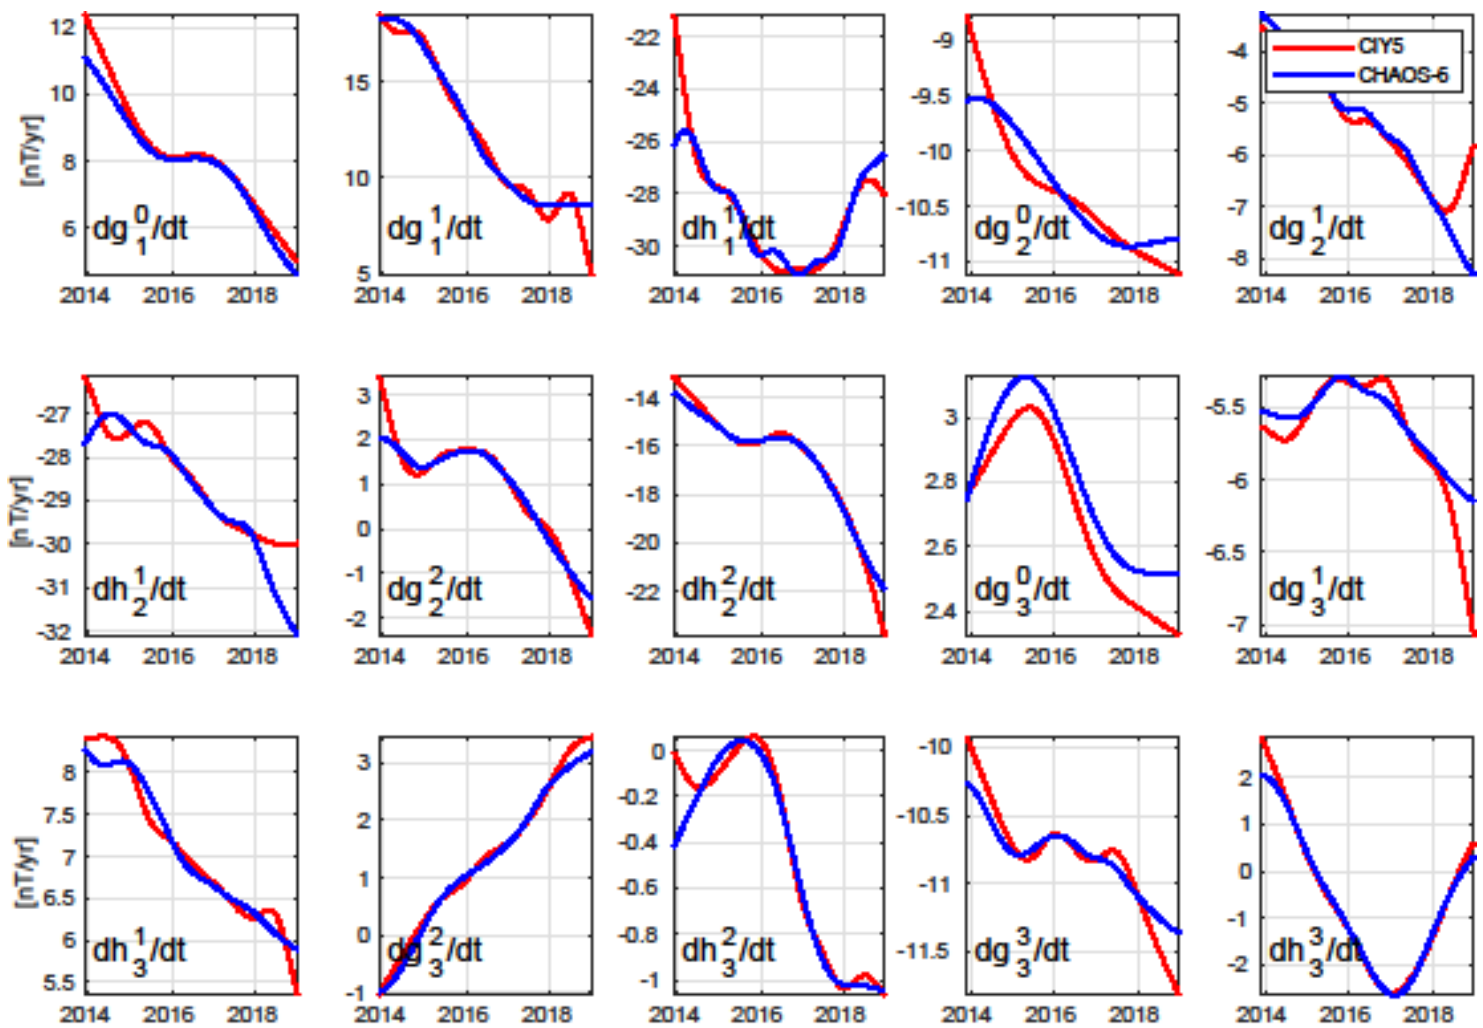 12
10
8
6
[nT/yr]
dg₁⁰/dt
2014 2016 2018
15
10
5
dg₁¹/dt
2014 2016 2018
-22
-24
-26
-28
-30
dh₁¹/dt
2014 2016 2018
-9
-9.5
-10
-10.5
-11
dg₂⁰/dt
2014 2016 2018
-4
-5
-6
-7
-8
CIY5
CHAOS-6
dg₂¹/dt
2014 2016 2018
-27
-28
-29
-30
-31
-32
[nT/yr]
dh₂¹/dt
2014 2016 2018
3
2
1
0
-1
-2
dg₂²/dt
2014 2016 2018
-14
-16
-18
-20
-22
dh₂²/dt
2014 2016 2018
3
2.8
2.6
2.4
dg₃⁰/dt
2014 2016 2018
-5.5
-6
-6.5
-7
dg₃¹/dt
2014 2016 2018
8
7.5
7
6.5
6
5.5
[nT/yr]
dh₃¹/dt
2014 2016 2018
3
2
1
0
-1
dg₃²/dt
2014 2016 2018
0
-0.2
-0.4
-0.6
-0.8
-1
dh₃²/dt
2014 2016 2018
-10
-10.5
-11
-11.5
dg₃³/dt
2014 2016 2018
2
1
0
-1
-2
dh₃³/dt
2014 2016 2018